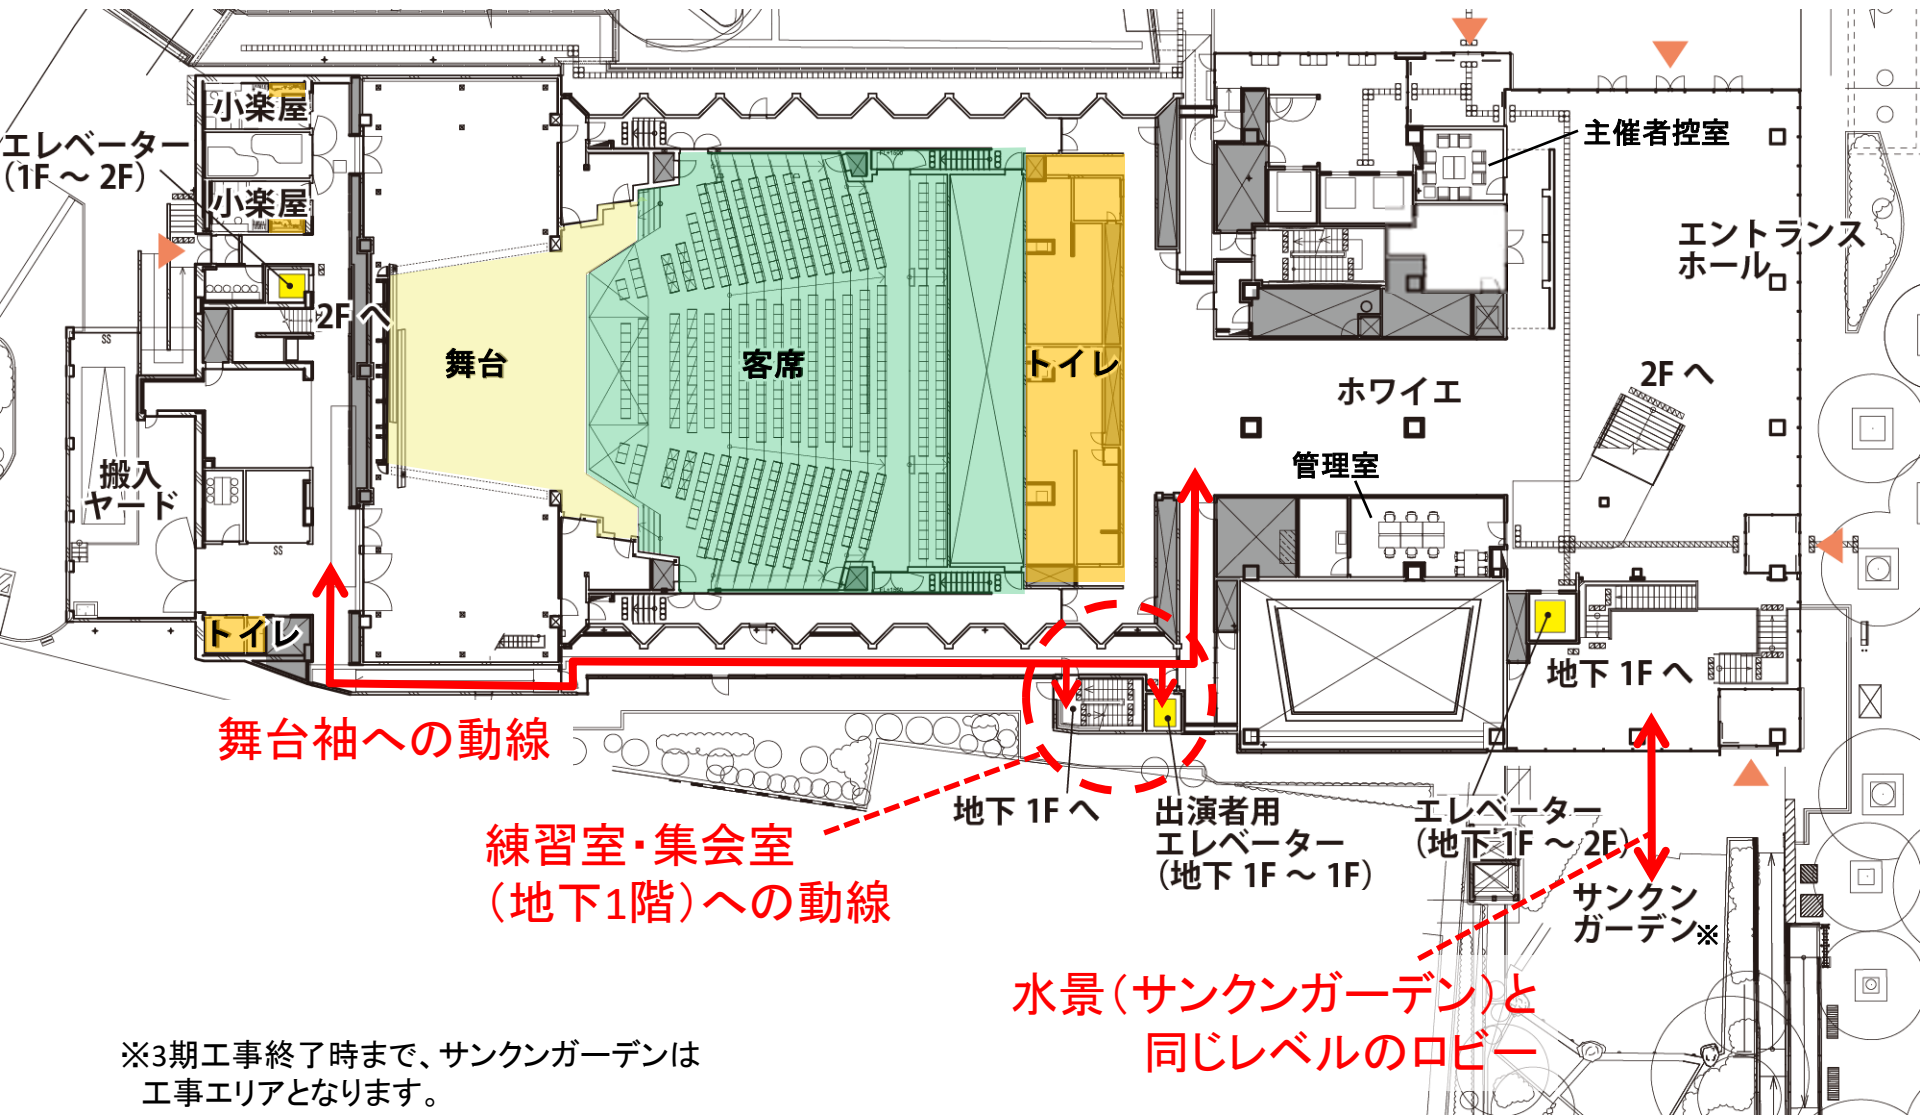 小楽屋
エレベーター
（1F ～ 2F）
小楽屋
2F へ
舞台
客席
トイレ
主催者控室
エントランス
ホール
ホワイエ
2F へ
管理室
搬入
ヤード
SS
SS
トイレ
地下 1F へ
舞台袖への動線
地下 1F へ
出演者用
エレベーター
（地下 1F ～ 1F）
エレベーター
（地下 1F ～ 2F）
サンクン
ガーデン※
練習室・集会室
（地下1階）への動線
水景（サンクンガーデン）と
同じレベルのロビー
※3期工事終了時まで、サンクンガーデンは
工事エリアとなります。